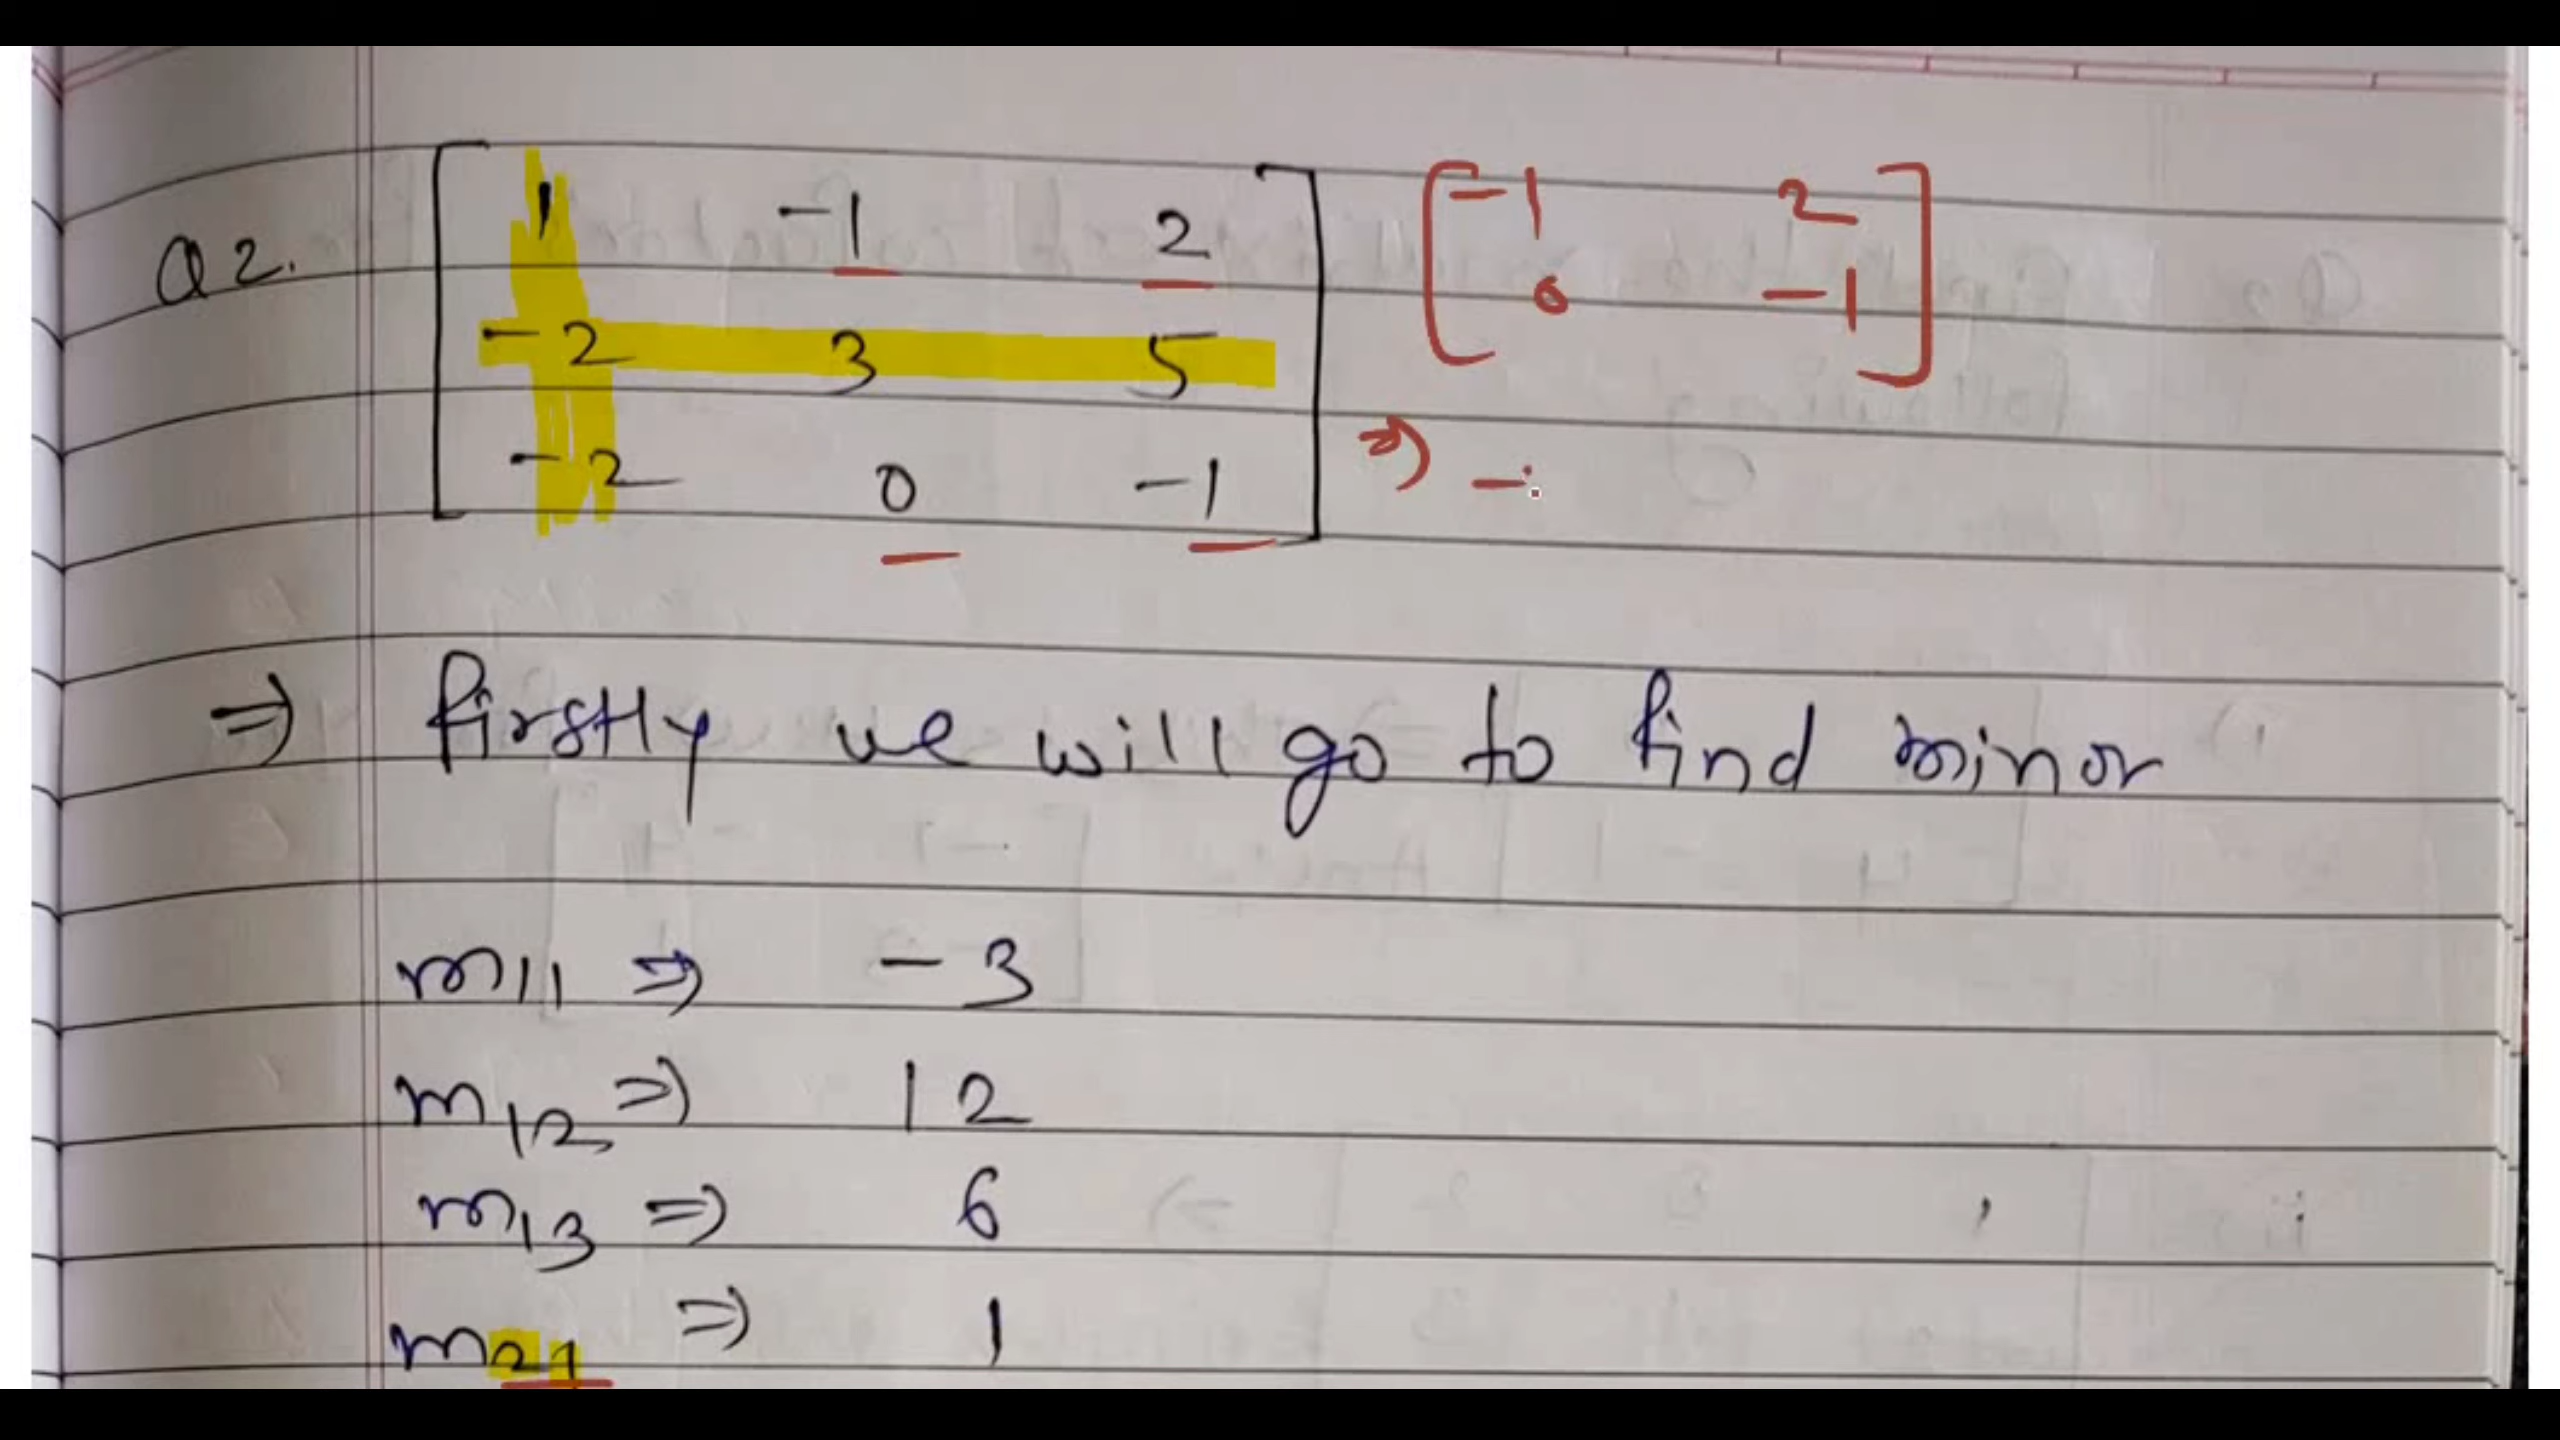 Q2.
1 -1 2
-2 3 5
-2 0 -1
-1 2
0 -1
⇒ -
⇒ firstly we will go to find minor
m11 ⇒ -3
m12 ⇒ 12
m13 ⇒ 6
m21 ⇒ 1